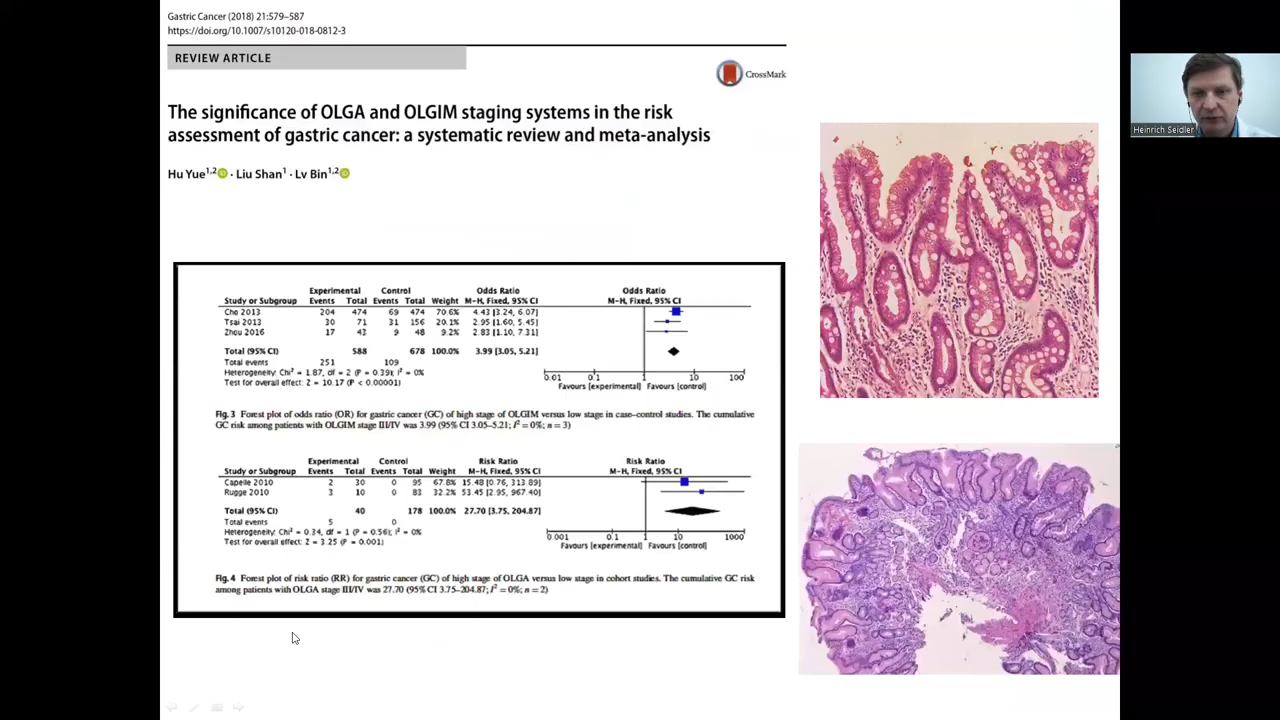 Gastric Cancer (2018) 21:579–587
https://doi.org/10.1007/s10120-018-0812-3
REVIEW ARTICLE
CrossMark
The significance of OLGA and OLGIM staging systems in the risk
assessment of gastric cancer: a systematic review and meta-analysis
Hu Yue1,2 · Liu Shan1 · Lv Bin1,2
Heinrich Seidler
Experimental Control Odds Ratio Odds Ratio
Study or Subgroup Events Total Events Total Weight M-H, Fixed, 95% CI M-H, Fixed, 95% CI
Cho 2013 204 474 69 474 70.6% 4.43 [3.24, 6.07]
Tsai 2013 30 71 31 156 20.1% 2.95 [1.60, 5.45]
Zhou 2016 17 43 9 48 9.2% 2.83 [1.10, 7.31]
Total (95% CI) 588 678 100.0% 3.99 [3.05, 5.21]
Total events 251 109
Heterogeneity: Chi² = 1.87, df = 2 (P = 0.39); I² = 0%
Test for overall effect: Z = 10.17 (P < 0.00001)
0.01 0.1 1 10 100
Favours [experimental] Favours [control]
Fig. 3 Forest plot of odds ratio (OR) for gastric cancer (GC) of high stage of OLGIM versus low stage in case–control studies. The cumulative
GC risk among patients with OLGIM stage III/IV was 3.99 (95% CI 3.05–5.21; I² = 0%; n = 3)
Experimental Control Risk Ratio Risk Ratio
Study or Subgroup Events Total Events Total Weight M-H, Fixed, 95% CI M-H, Fixed, 95% CI
Capelle 2010 2 30 0 95 67.8% 15.48 [0.76, 313.89]
Rugge 2010 3 10 0 83 32.2% 53.45 [2.95, 967.40]
Total (95% CI) 40 178 100.0% 27.70 [3.75, 204.87]
Total events 5 0
Heterogeneity: Chi² = 0.34, df = 1 (P = 0.56); I² = 0%
Test for overall effect: Z = 3.25 (P = 0.001)
0.001 0.1 1 10 1000
Favours [experimental] Favours [control]
Fig. 4 Forest plot of risk ratio (RR) for gastric cancer (GC) of high stage of OLGA versus low stage in cohort studies. The cumulative GC risk
among patients with OLGA stage III/IV was 27.70 (95% CI 3.75–204.87; I² = 0%; n = 2)